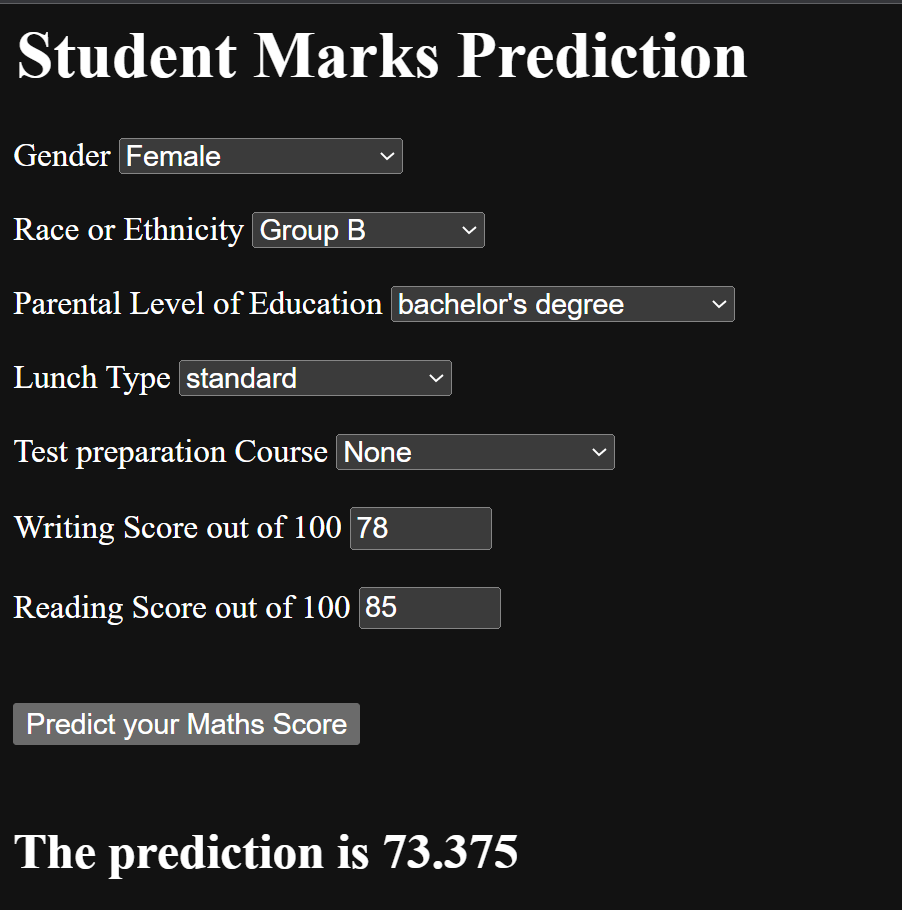 Student Marks Prediction
Gender Female
Race or Ethnicity Group B
Parental Level of Education bachelor's degree
Lunch Type standard
Test preparation Course None
Writing Score out of 100 78
Reading Score out of 100 85
Predict your Maths Score
The prediction is 73.375